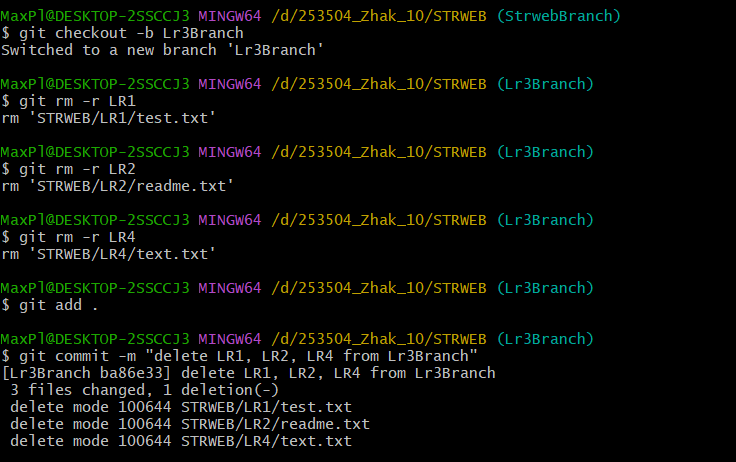 MaxPl@DESKTOP-2SSCCJ3 MINGW64 /d/253504_Zhak_10/STRWEB (StrwebBranch)
$ git checkout -b Lr3Branch
Switched to a new branch 'Lr3Branch'
MaxPl@DESKTOP-2SSCCJ3 MINGW64 /d/253504_Zhak_10/STRWEB (Lr3Branch)
$ git rm -r LR1
rm 'STRWEB/LR1/test.txt'
MaxPl@DESKTOP-2SSCCJ3 MINGW64 /d/253504_Zhak_10/STRWEB (Lr3Branch)
$ git rm -r LR2
rm 'STRWEB/LR2/readme.txt'
MaxPl@DESKTOP-2SSCCJ3 MINGW64 /d/253504_Zhak_10/STRWEB (Lr3Branch)
$ git rm -r LR4
rm 'STRWEB/LR4/text.txt'
MaxPl@DESKTOP-2SSCCJ3 MINGW64 /d/253504_Zhak_10/STRWEB (Lr3Branch)
$ git add .
MaxPl@DESKTOP-2SSCCJ3 MINGW64 /d/253504_Zhak_10/STRWEB (Lr3Branch)
$ git commit -m "delete LR1, LR2, LR4 from Lr3Branch"
[Lr3Branch ba86e33] delete LR1, LR2, LR4 from Lr3Branch
 3 files changed, 1 deletion(-)
 delete mode 100644 STRWEB/LR1/test.txt
 delete mode 100644 STRWEB/LR2/readme.txt
 delete mode 100644 STRWEB/LR4/text.txt